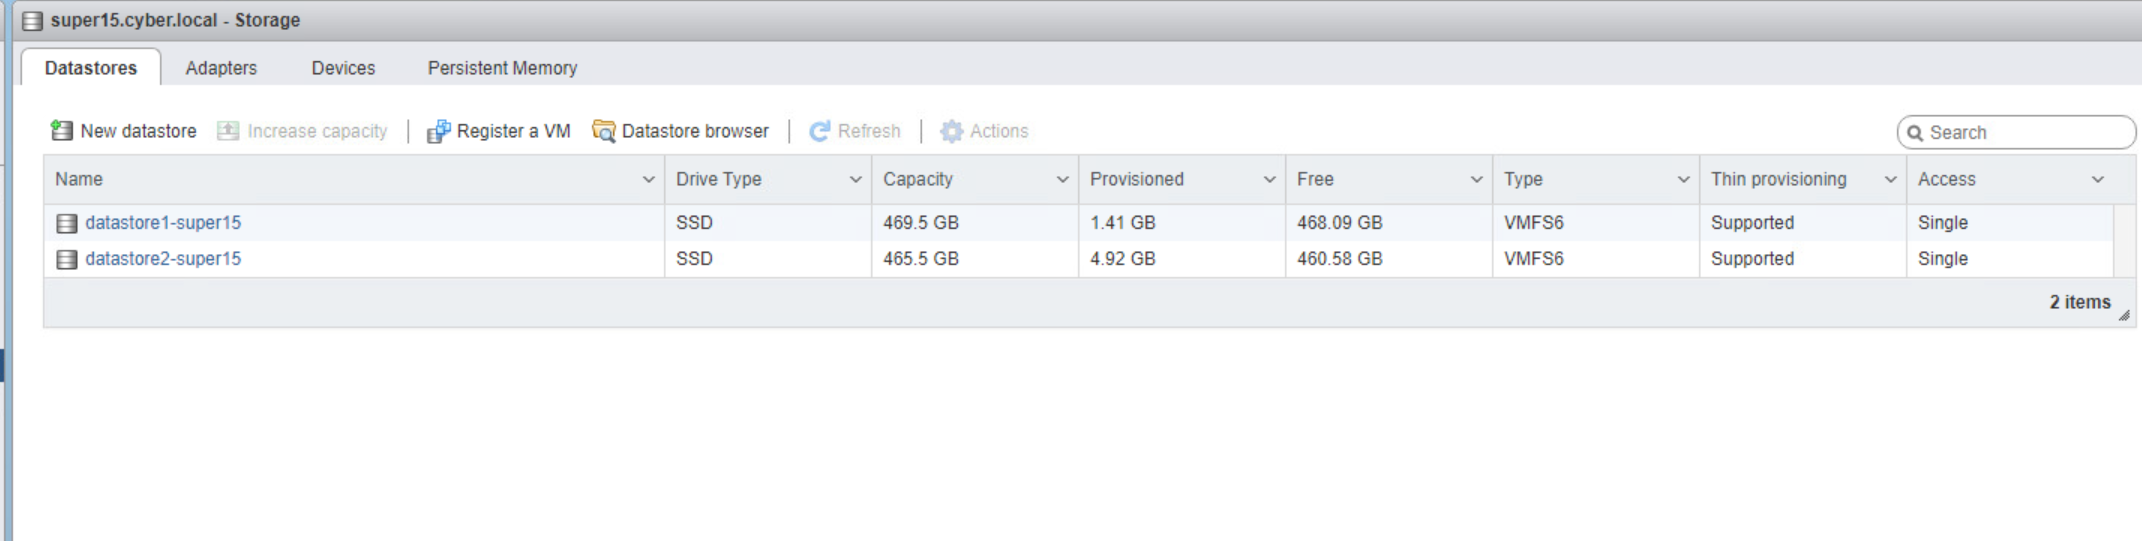 super15.cyber.local - Storage
Datastores Adapters Devices Persistent Memory
New datastore Increase capacity Register a VM Datastore browser Refresh Actions Search
Name Drive Type Capacity Provisioned Free Type Thin provisioning Access
datastore1-super15 SSD 469.5 GB 1.41 GB 468.09 GB VMFS6 Supported Single
datastore2-super15 SSD 465.5 GB 4.92 GB 460.58 GB VMFS6 Supported Single
2 items